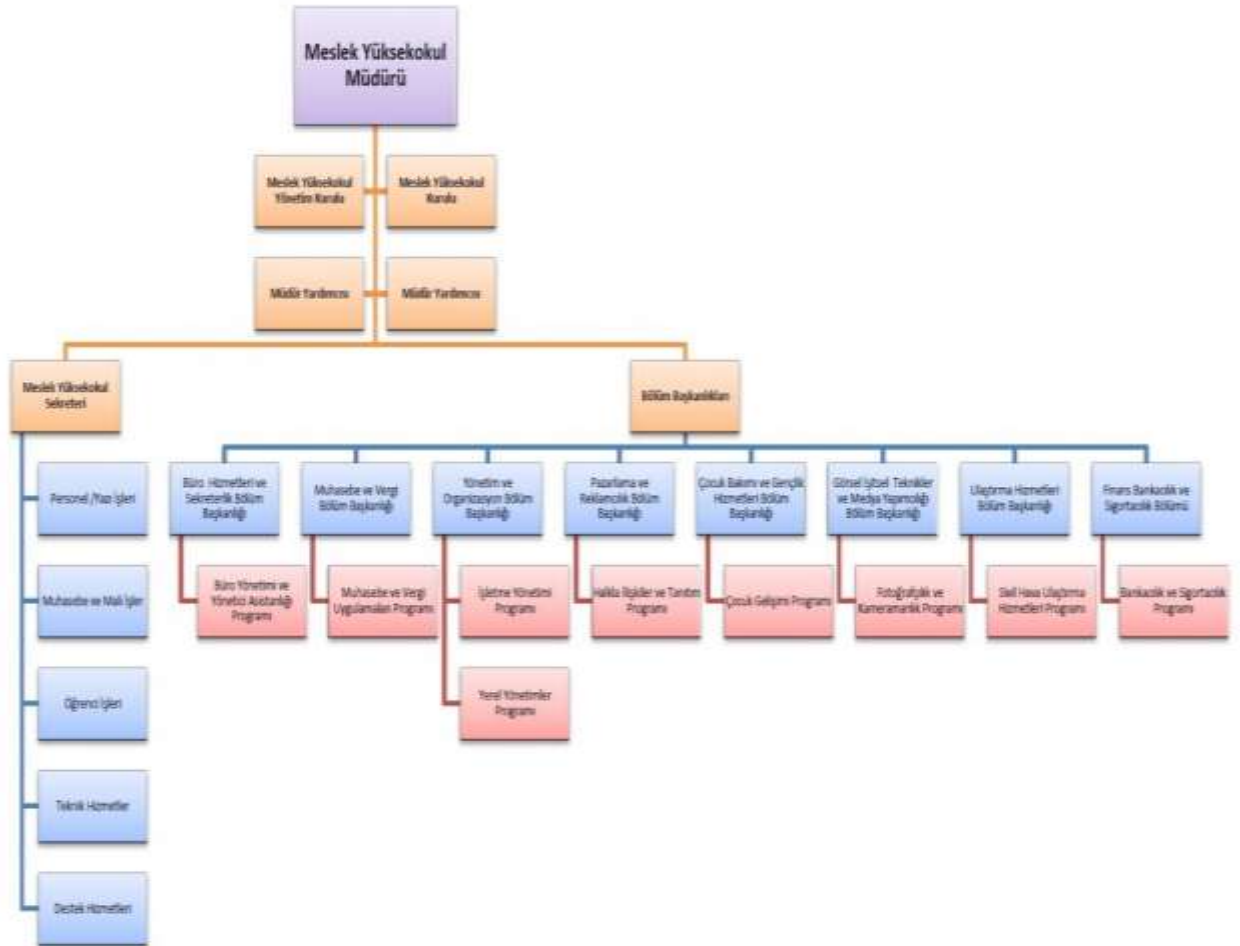 Meslek Yüksekokul
Müdürü
Meslek Yüksekokul
Yönetim Kurulu
Meslek Yüksekokul
Kurulu
Müdür Yardımcısı
Müdür Yardımcısı
Meslek Yüksekokul
Sekreteri
Bölüm Başkanlıkları
Personel /Yazı İşleri
Muhasebe ve Mali İşler
Öğrenci İşleri
Teknik Hizmetler
Destek Hizmetleri
Büro Hizmetleri ve
Sekreterlik Bölüm
Başkanlığı
Muhasebe ve Vergi
Bölüm Başkanlığı
Yönetim ve
Organizasyon Bölüm
Başkanlığı
Pazarlama ve
Reklamcılık Bölüm
Başkanlığı
Çocuk Bakımı ve Gençlik
Hizmetleri Bölüm
Başkanlığı
Görsel İşitsel Teknikler
ve Medya Yapımcılığı
Bölüm Başkanlığı
Ulaştırma Hizmetleri
Bölüm Başkanlığı
Finans Bankacılık ve
Sigortacılık Bölümü
Büro Yönetimi ve
Yönetici Asistanlığı
Programı
Muhasebe ve Vergi
Uygulamaları Programı
İşletme Yönetimi
Programı
Halkla İlişkiler ve Tanıtım
Programı
Çocuk Gelişimi Programı
Fotoğrafçılık ve
Kameramanlık Programı
Sivil Hava Ulaştırma
Hizmetleri Programı
Bankacılık ve Sigortacılık
Programı
Yerel Yönetimler
Programı